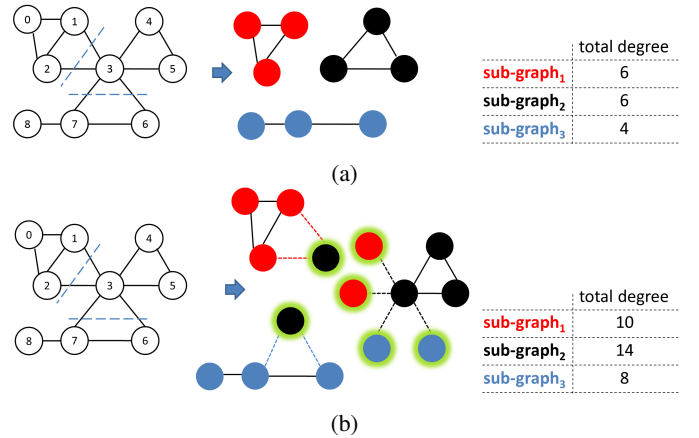 0 1 4
total degree
2 3 5
sub-graph1 6
sub-graph2 6
8 7 6
sub-graph3 4
(a)
0 1 4
2 3 5
total degree
8 7 6
sub-graph1 10
sub-graph2 14
sub-graph3 8
(b)